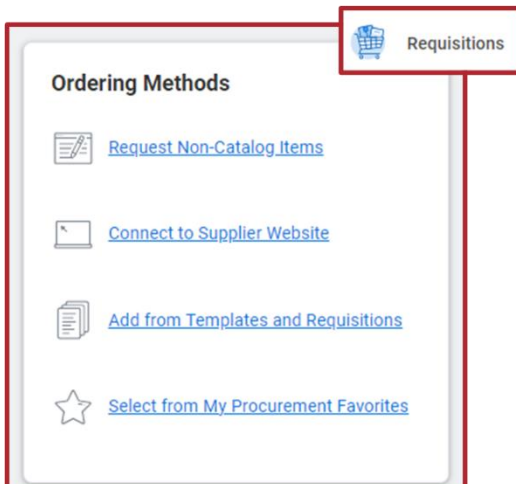 Requisitions
Ordering Methods
Request Non-Catalog Items
Connect to Supplier Website
Add from Templates and Requisitions
Select from My Procurement Favorites